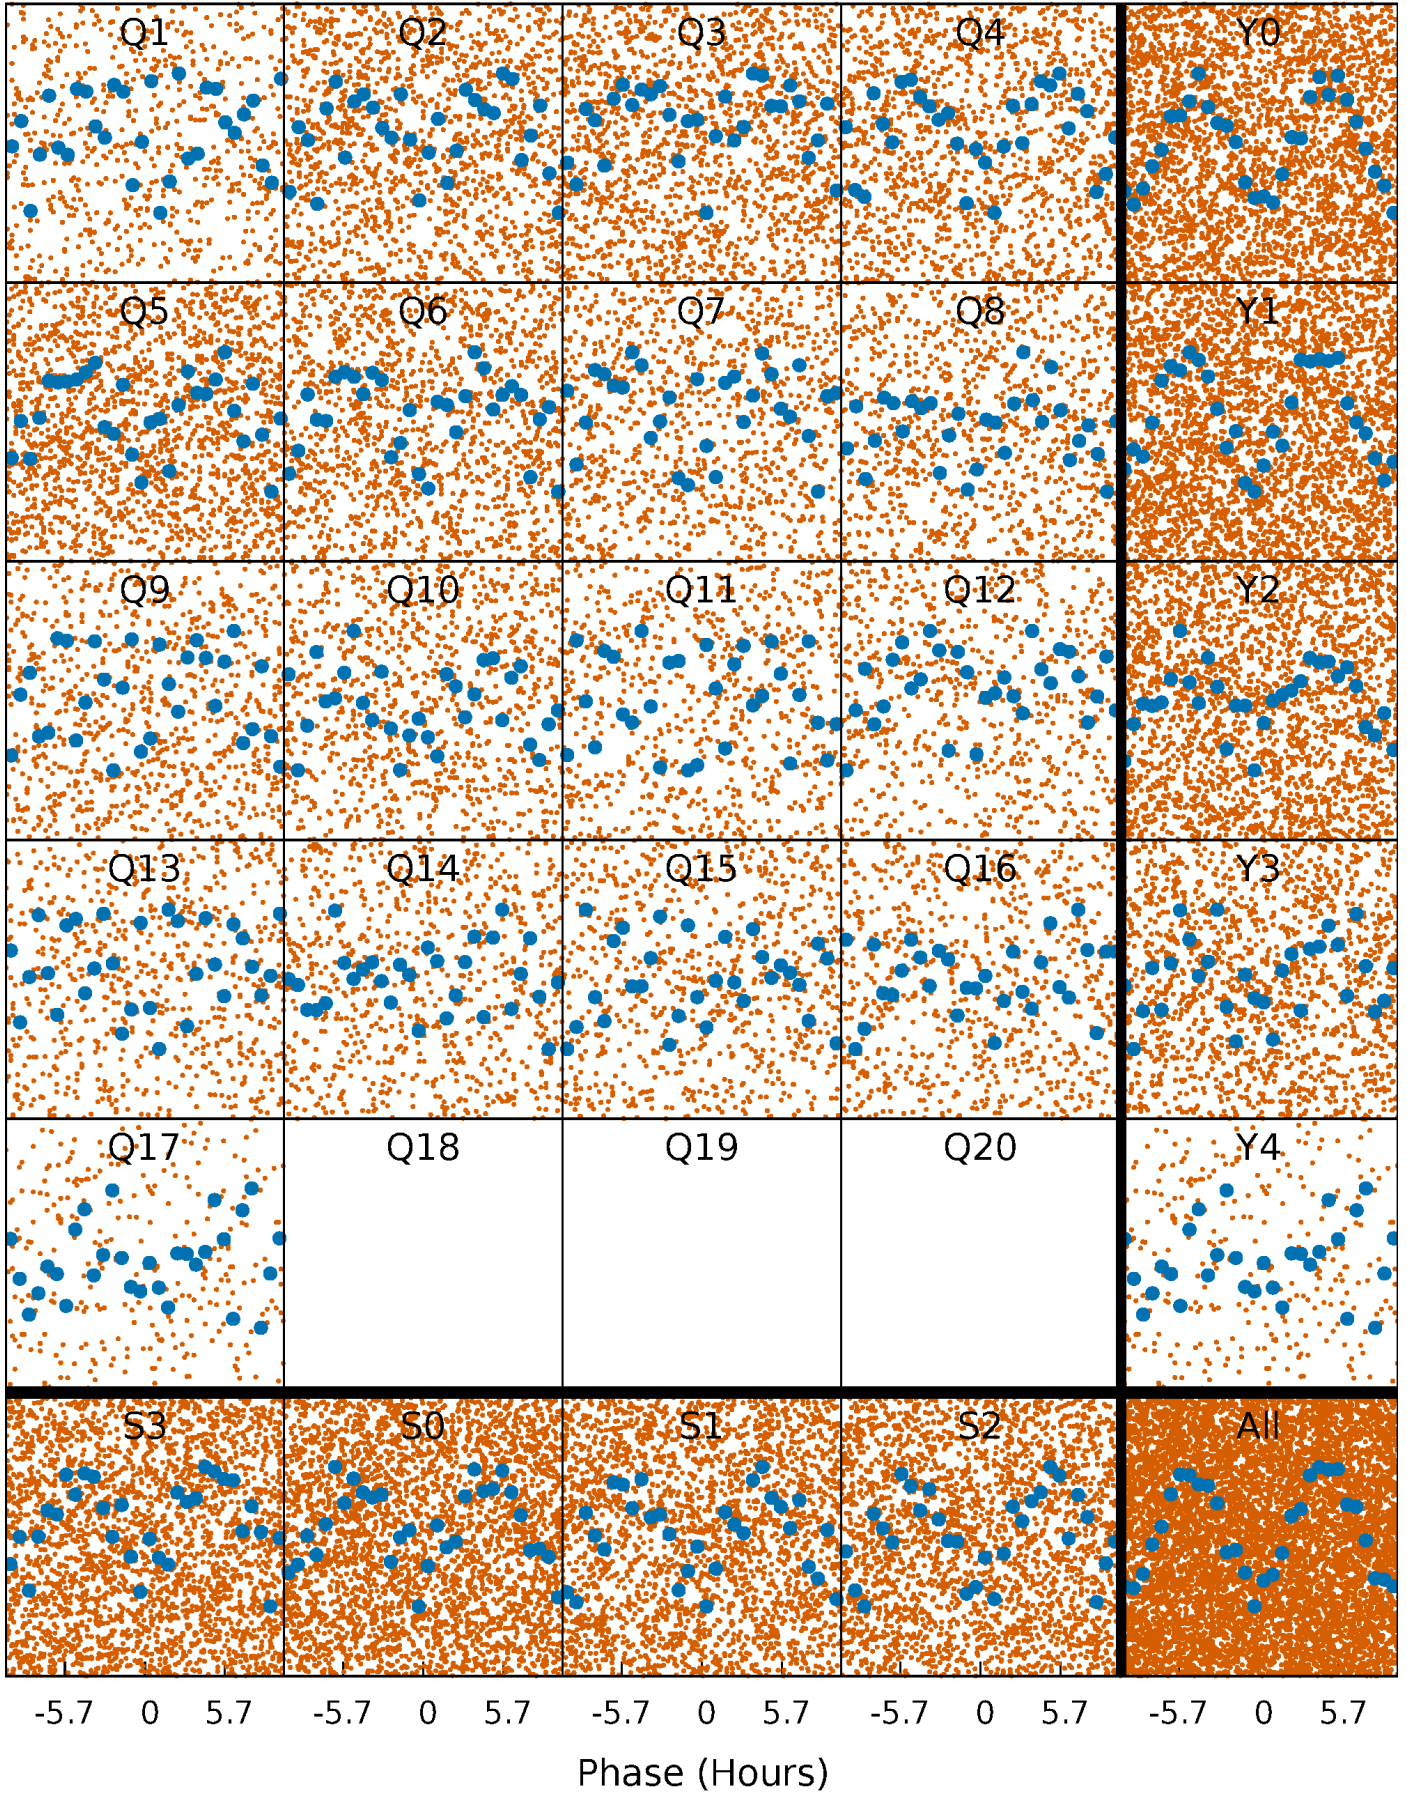 Q1 Q2 Q3 Q4 Y0
Q5 Q6 Q7 Q8 Y1
Q9 Q10 Q11 Q12 Y2
Q13 Q14 Q15 Q16 Y3
Q17 Q18 Q19 Q20 Y4
S3 S0 S1 S2 All
-5.7 0 5.7 -5.7 0 5.7 -5.7 0 5.7 -5.7 0 5.7 -5.7 0 5.7
Phase (Hours)